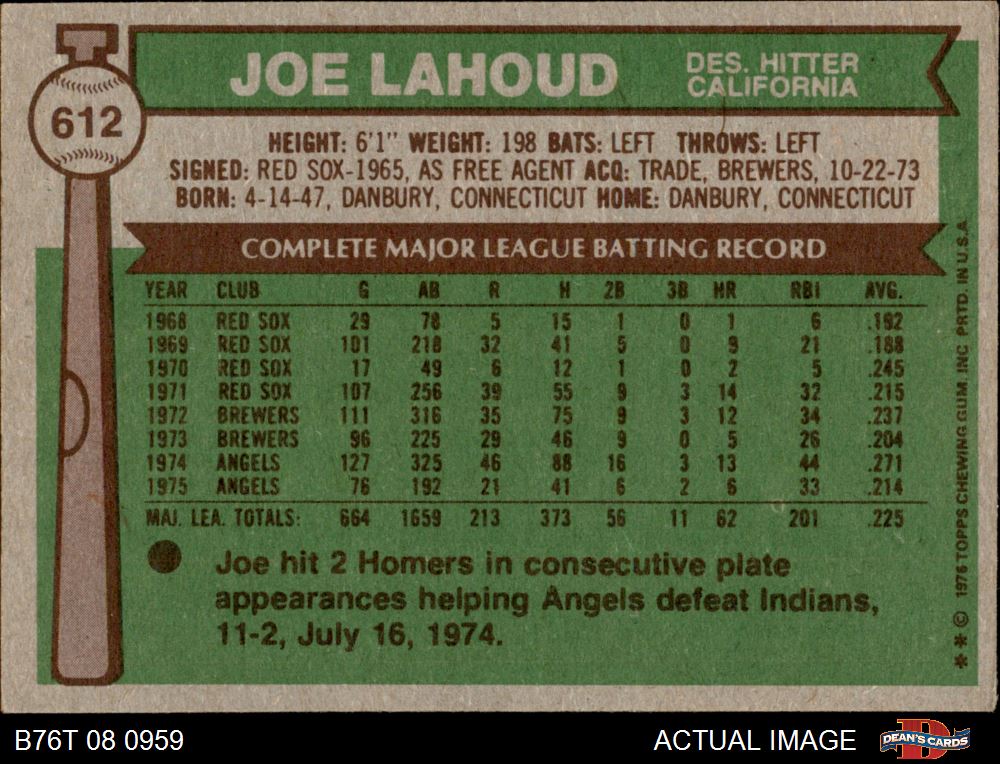 612
JOE LAHOUD
DES. HITTER
CALIFORNIA
HEIGHT: 6'1" WEIGHT: 198 BATS: LEFT THROWS: LEFT
SIGNED: RED SOX-1965, AS FREE AGENT ACQ: TRADE, BREWERS, 10-22-73
BORN: 4-14-47, DANBURY, CONNECTICUT HOME: DANBURY, CONNECTICUT
COMPLETE MAJOR LEAGUE BATTING RECORD
YEAR CLUB G AB R H 2B 3B HR RBI AVG.
1968 RED SOX 29 78 5 15 1 0 1 6 .192
1969 RED SOX 101 218 32 41 5 0 9 21 .188
1970 RED SOX 17 49 6 12 1 0 2 5 .245
1971 RED SOX 107 256 39 55 9 3 14 32 .215
1972 BREWERS 111 316 35 75 9 3 12 34 .237
1973 BREWERS 96 225 29 46 9 0 5 26 .204
1974 ANGELS 127 325 46 88 16 3 13 44 .271
1975 ANGELS 76 192 21 41 6 2 6 33 .214
MAJ. LEA. TOTALS: 664 1659 213 373 56 11 62 201 .225
Joe hit 2 Homers in consecutive plate
appearances helping Angels defeat Indians,
11-2, July 16, 1974.
* * © 1976 TOPPS CHEWING GUM, INC. PRTD. IN U.S.A.
B76T 08 0959
ACTUAL IMAGE
D
DEAN'S CARDS